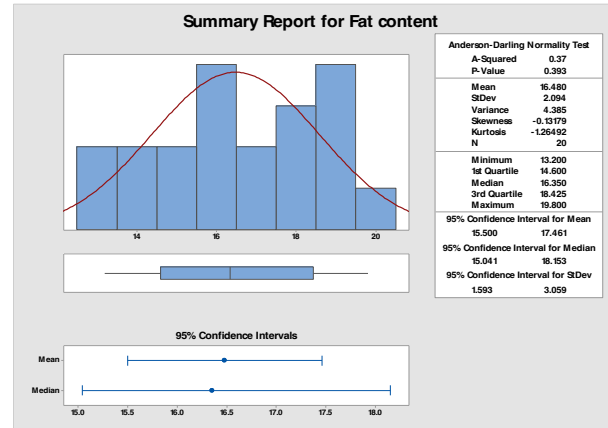 Summary Report for Fat content
14 16 18 20
Anderson-Darling Normality Test
A-Squared 0.37
P-Value 0.393
Mean 16.480
StDev 2.094
Variance 4.385
Skewness -0.13179
Kurtosis -1.26492
N 20
Minimum 13.200
1st Quartile 14.600
Median 16.350
3rd Quartile 18.425
Maximum 19.800
95% Confidence Interval for Mean
15.500 17.461
95% Confidence Interval for Median
15.041 18.153
95% Confidence Interval for StDev
1.593 3.059
95% Confidence Intervals
Mean
Median
15.0 15.5 16.0 16.5 17.0 17.5 18.0